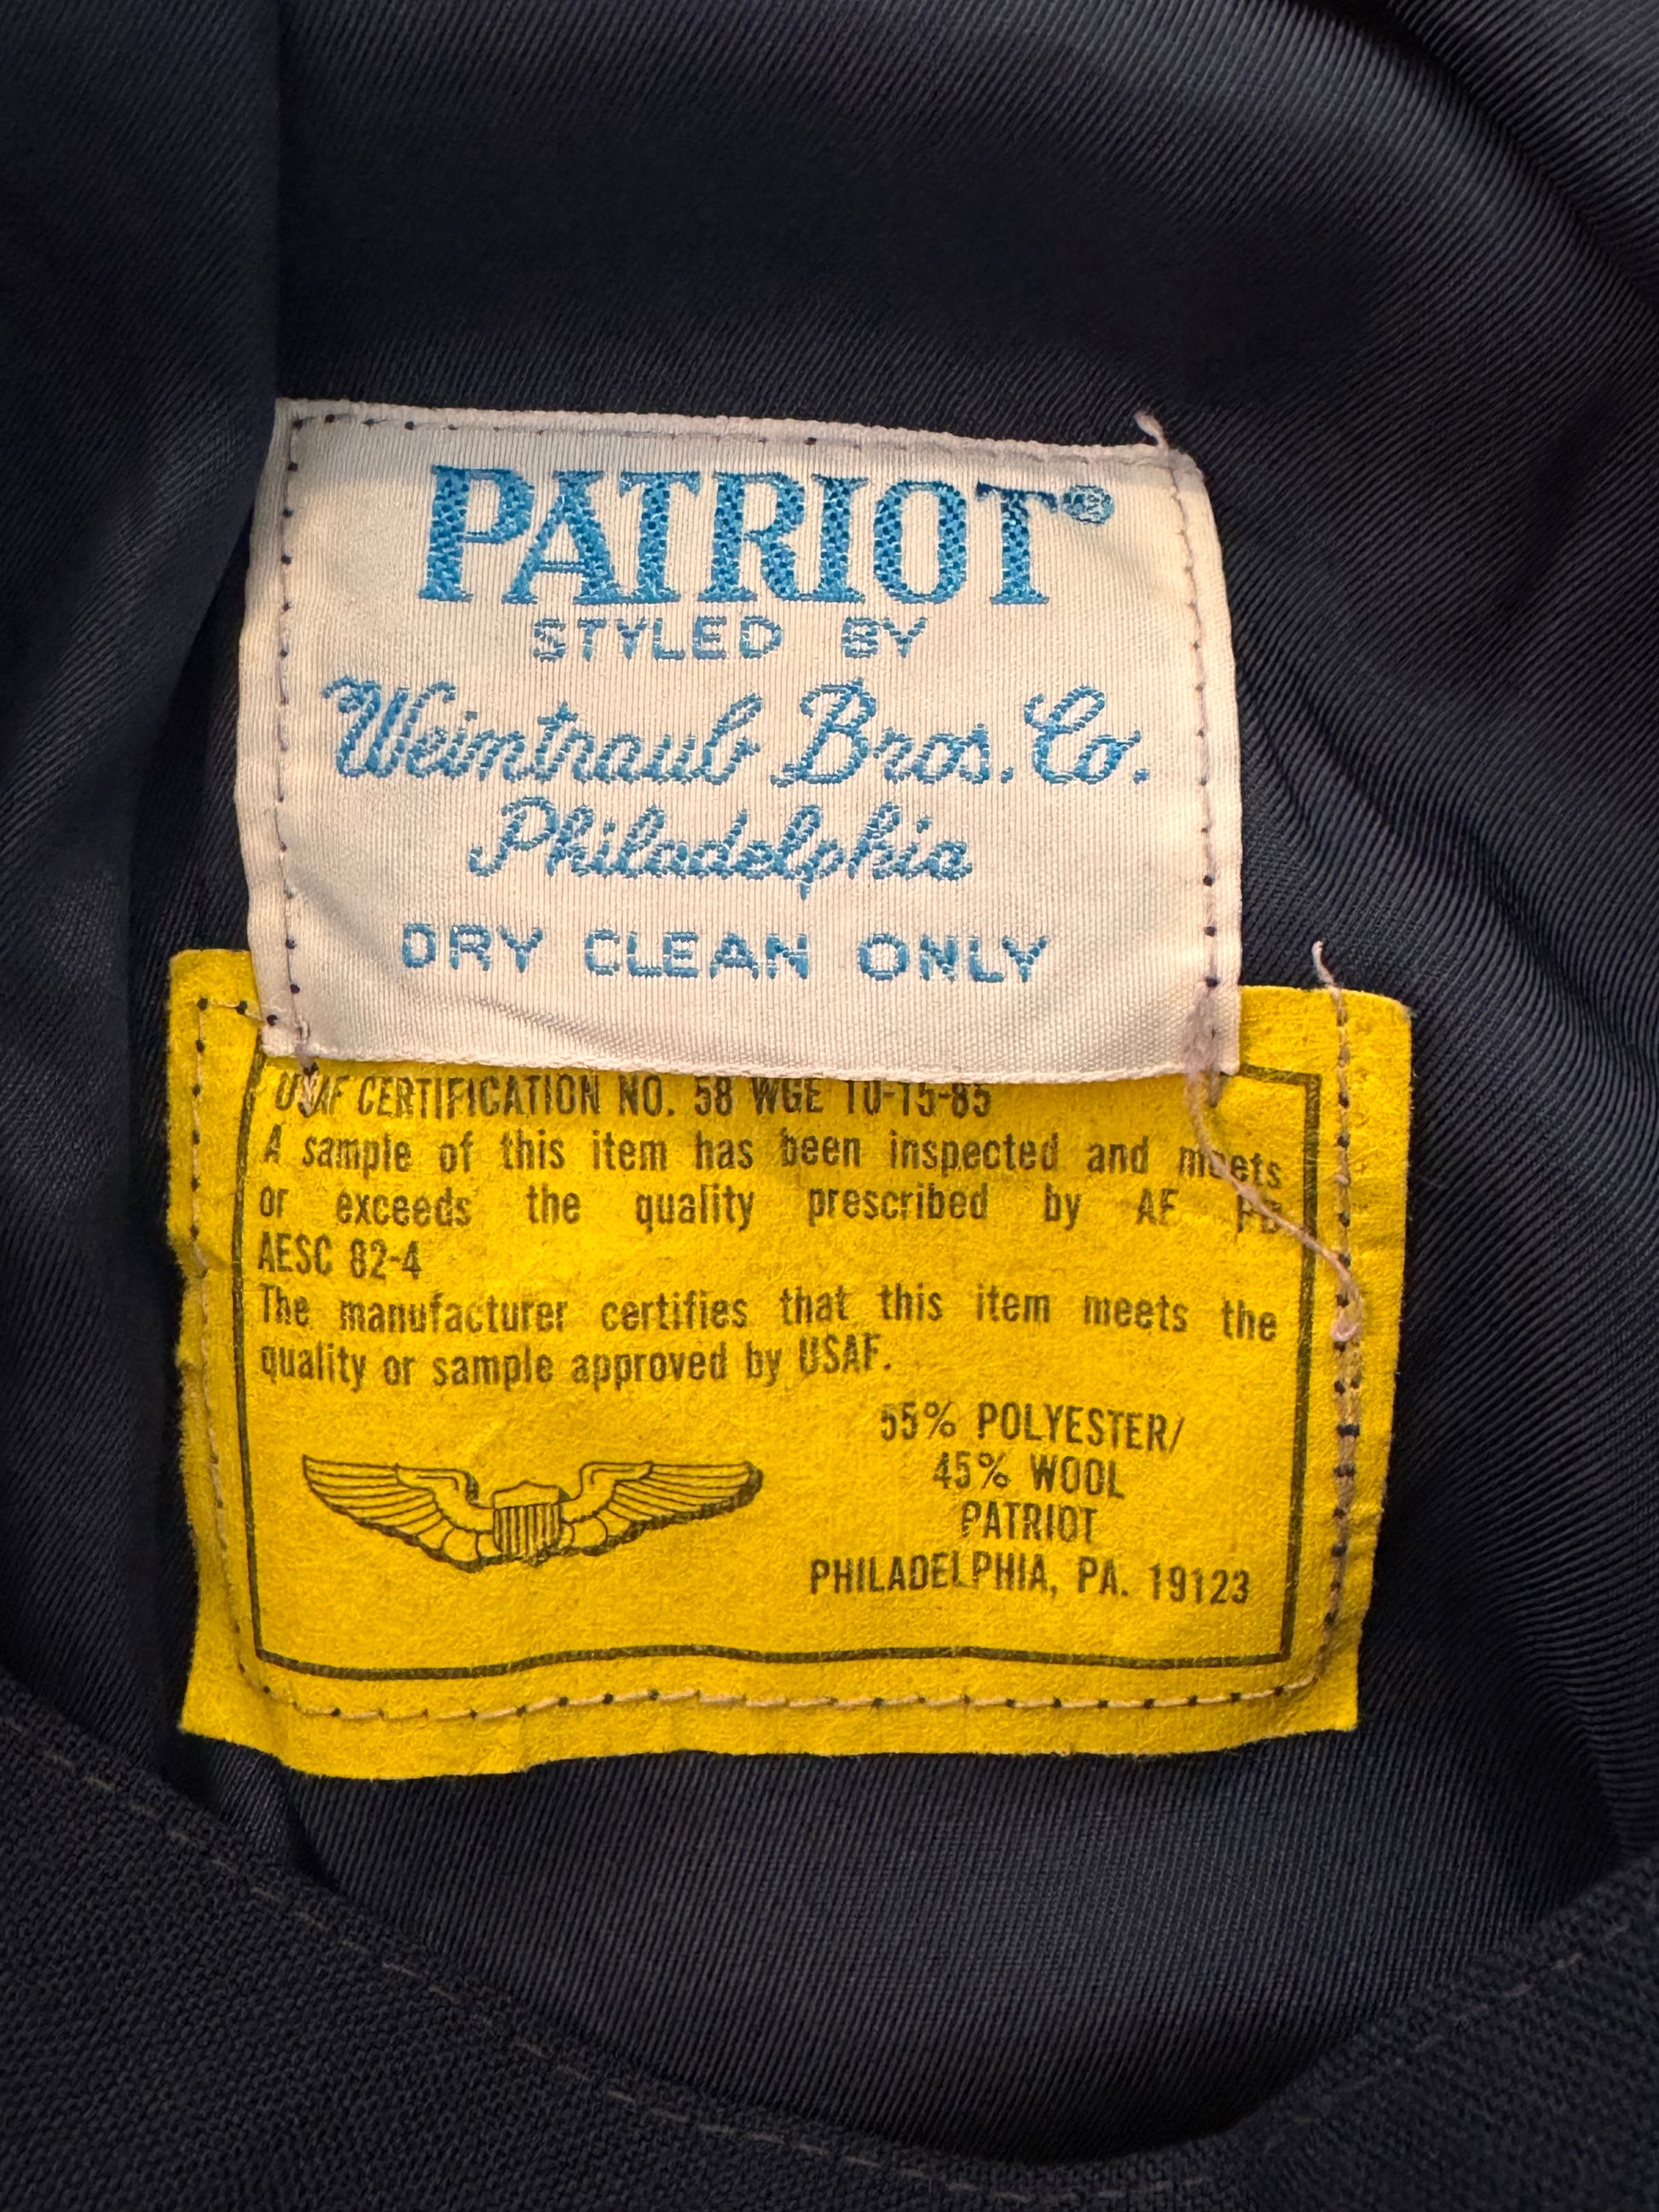 PATRIOT®
STYLED BY
Weintraub Bros. Co.
Philadelphia
DRY CLEAN ONLY
USAF CERTIFICATION NO. 58 WGE 10-15-85
A sample of this item has been inspected and meets
or exceeds the quality prescribed by AF PD
AESC 82-4
The manufacturer certifies that this item meets the
quality or sample approved by USAF.
55% POLYESTER/
45% WOOL
PATRIOT
PHILADELPHIA, PA. 19123